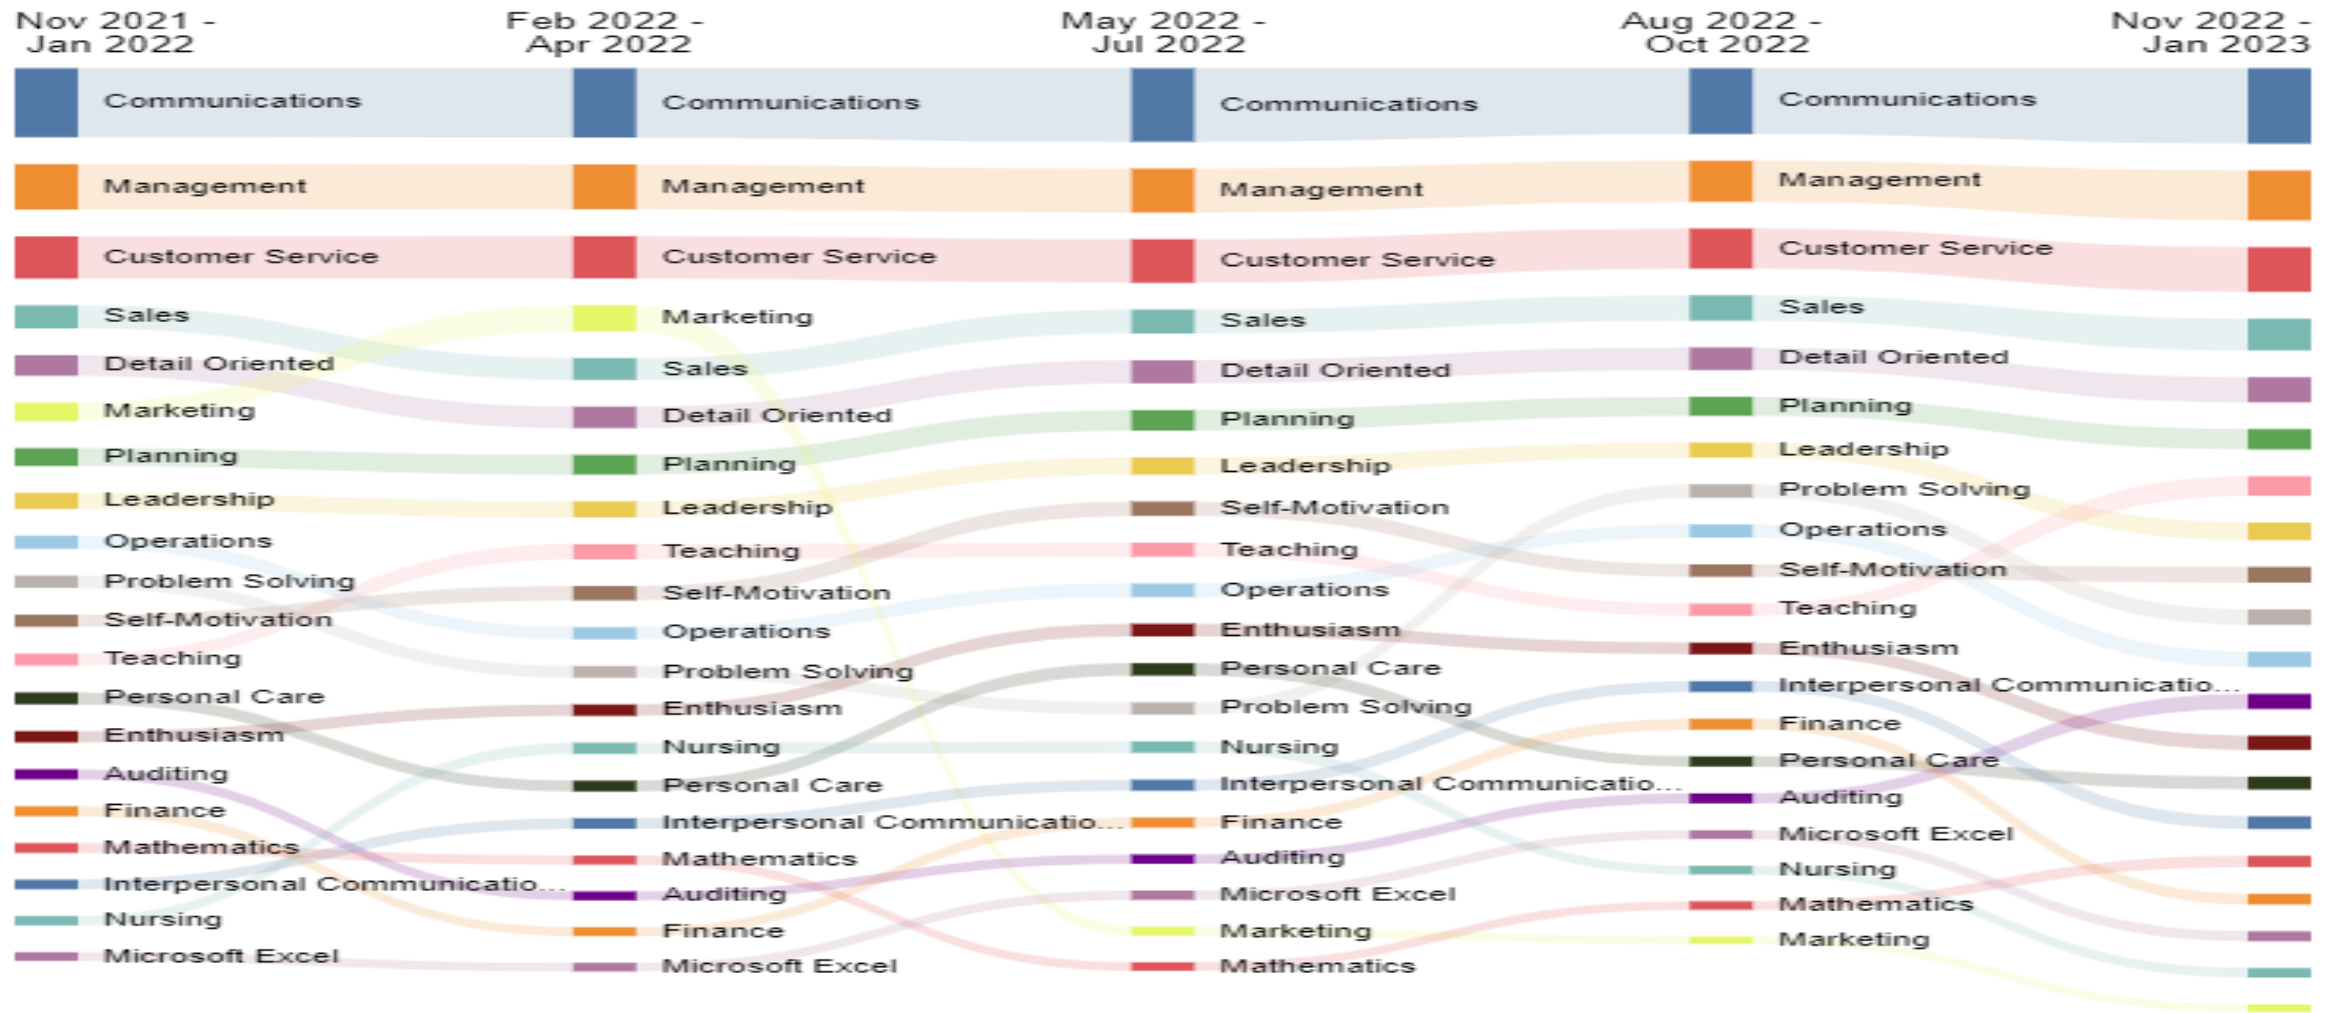 Nov 2021 -
Jan 2022
Feb 2022 -
Apr 2022
May 2022 -
Jul 2022
Aug 2022 -
Oct 2022
Nov 2022 -
Jan 2023
Communications
Management
Customer Service
Sales
Detail Oriented
Marketing
Planning
Leadership
Operations
Problem Solving
Self-Motivation
Teaching
Personal Care
Enthusiasm
Auditing
Finance
Mathematics
Interpersonal Communicatio...
Nursing
Microsoft Excel
Communications
Management
Customer Service
Marketing
Sales
Detail Oriented
Planning
Leadership
Teaching
Self-Motivation
Operations
Problem Solving
Enthusiasm
Nursing
Personal Care
Interpersonal Communicatio...
Mathematics
Auditing
Finance
Microsoft Excel
Communications
Management
Customer Service
Sales
Detail Oriented
Planning
Leadership
Self-Motivation
Teaching
Operations
Enthusiasm
Personal Care
Problem Solving
Nursing
Interpersonal Communicatio...
Finance
Auditing
Microsoft Excel
Marketing
Mathematics
Communications
Management
Customer Service
Sales
Detail Oriented
Planning
Leadership
Problem Solving
Operations
Self-Motivation
Teaching
Enthusiasm
Interpersonal Communicatio...
Finance
Personal Care
Auditing
Microsoft Excel
Nursing
Mathematics
Marketing